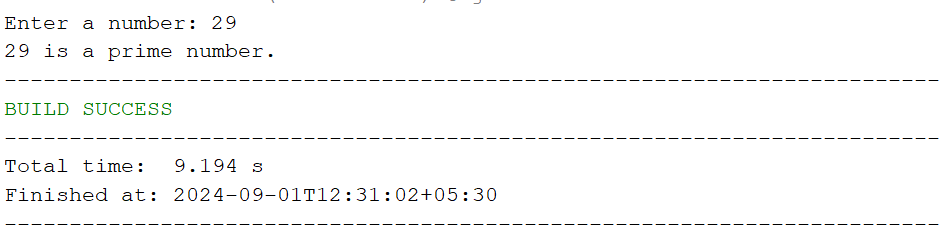 Enter a number: 29
29 is a prime number.
------------------------------------------------------------------------
BUILD SUCCESS
------------------------------------------------------------------------
Total time:  9.194 s
Finished at: 2024-09-01T12:31:02+05:30
------------------------------------------------------------------------